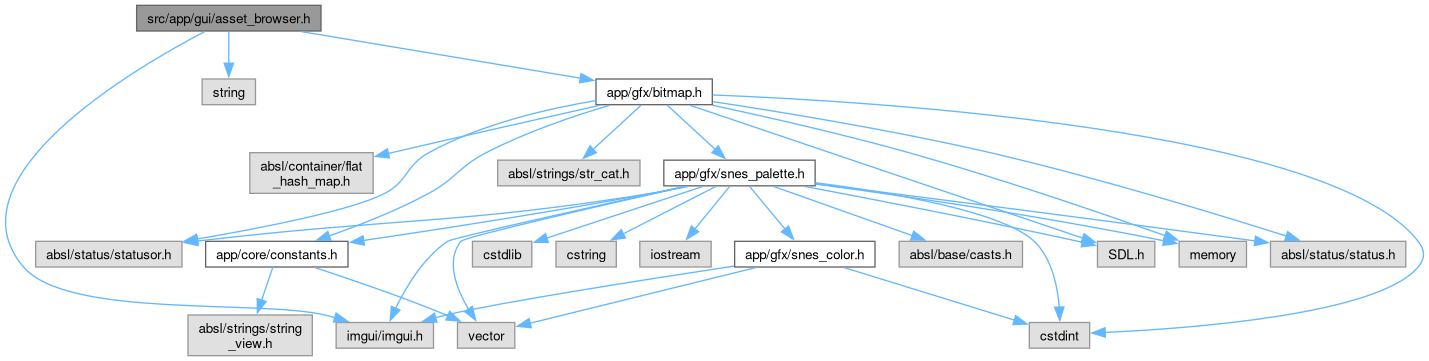 src/app/gui/asset_browser.h
string
app/gfx/bitmap.h
absl/container/flat
_hash_map.h
absl/strings/str_cat.h
app/gfx/snes_palette.h
absl/status/statusor.h
app/core/constants.h
cstdlib
cstring
iostream
app/gfx/snes_color.h
absl/base/casts.h
SDL.h
memory
absl/status/status.h
absl/strings/string
_view.h
imgui/imgui.h
vector
cstdint